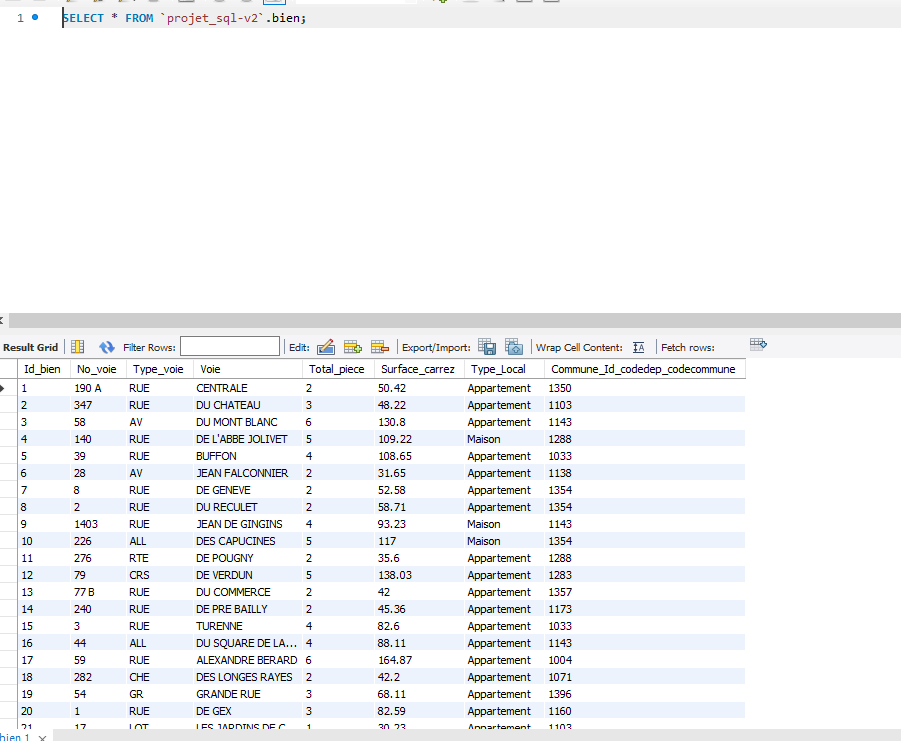 1 SELECT * FROM `projet_sql-v2`.bien;
Result Grid Filter Rows: Edit: Export/Import: Wrap Cell Content: Fetch rows:
Id_bien No_voie Type_voie Voie Total_piece Surface_carrez Type_Local Commune_Id_codedep_codecommune
1 190 A RUE CENTRALE 2 50.42 Appartement 1350
2 347 RUE DU CHATEAU 3 48.22 Appartement 1103
3 58 AV DU MONT BLANC 6 130.8 Appartement 1143
4 140 RUE DE L'ABBE JOLIVET 5 109.22 Maison 1288
5 39 RUE BUFFON 4 108.65 Appartement 1033
6 28 AV JEAN FALCONNIER 2 31.65 Appartement 1138
7 8 RUE DE GENEVE 2 52.58 Appartement 1354
8 2 RUE DU RECULET 2 58.71 Appartement 1354
9 1403 RUE JEAN DE GINGINS 4 93.23 Maison 1143
10 226 ALL DES CAPUCINES 5 117 Maison 1354
11 276 RTE DE POUGNY 2 35.6 Appartement 1288
12 79 CRS DE VERDUN 5 138.03 Appartement 1283
13 77 B RUE DU COMMERCE 2 42 Appartement 1357
14 240 RUE DE PRE BAILLY 2 45.36 Appartement 1173
15 3 RUE TURENNE 4 82.6 Appartement 1033
16 44 ALL DU SQUARE DE LA... 4 88.11 Appartement 1143
17 59 RUE ALEXANDRE BERARD 6 164.87 Appartement 1004
18 282 CHE DES LONGES RAYES 2 42.2 Appartement 1071
19 54 GR GRANDE RUE 3 68.11 Appartement 1396
20 1 RUE DE GEX 3 82.59 Appartement 1160
21 17 LOT LES JARDINS DE C... 1 30.23 Appartement 1103
bien 1